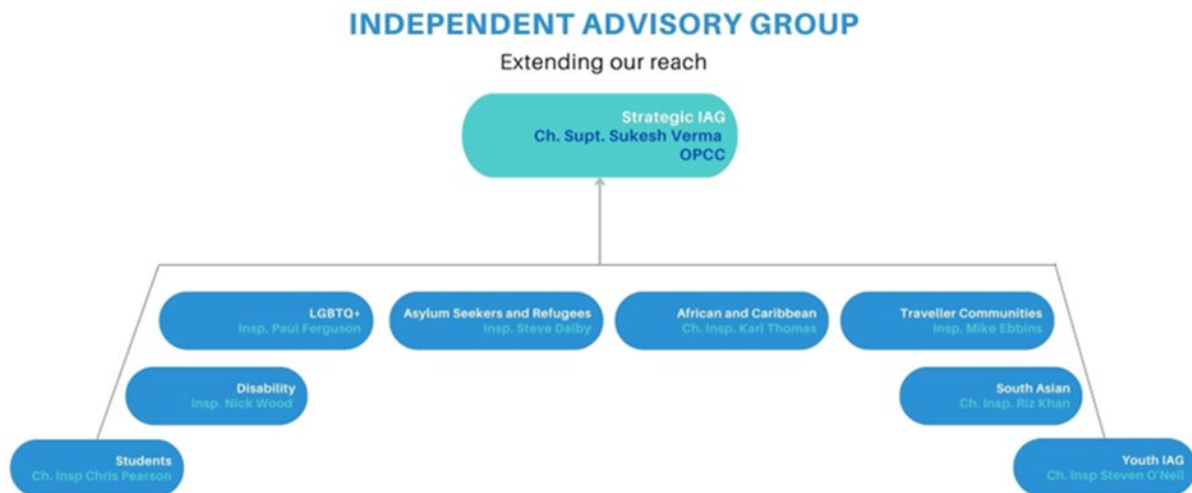 INDEPENDENT ADVISORY GROUP
Extending our reach
Strategic IAG
Ch. Supt. Sukesh Verma
OPCC
LGBTQ+
Insp. Paul Ferguson
Asylum Seekers and Refugees
Insp. Steve Dalby
African and Caribbean
Ch. Insp. Karl Thomas
Traveller Communities
Insp. Mike Ebbins
Disability
Insp. Nick Wood
South Asian
Ch. Insp. Riz Khan
Students
Ch. Insp Chris Pearson
Youth IAG
Ch. Insp Steven O'Neil